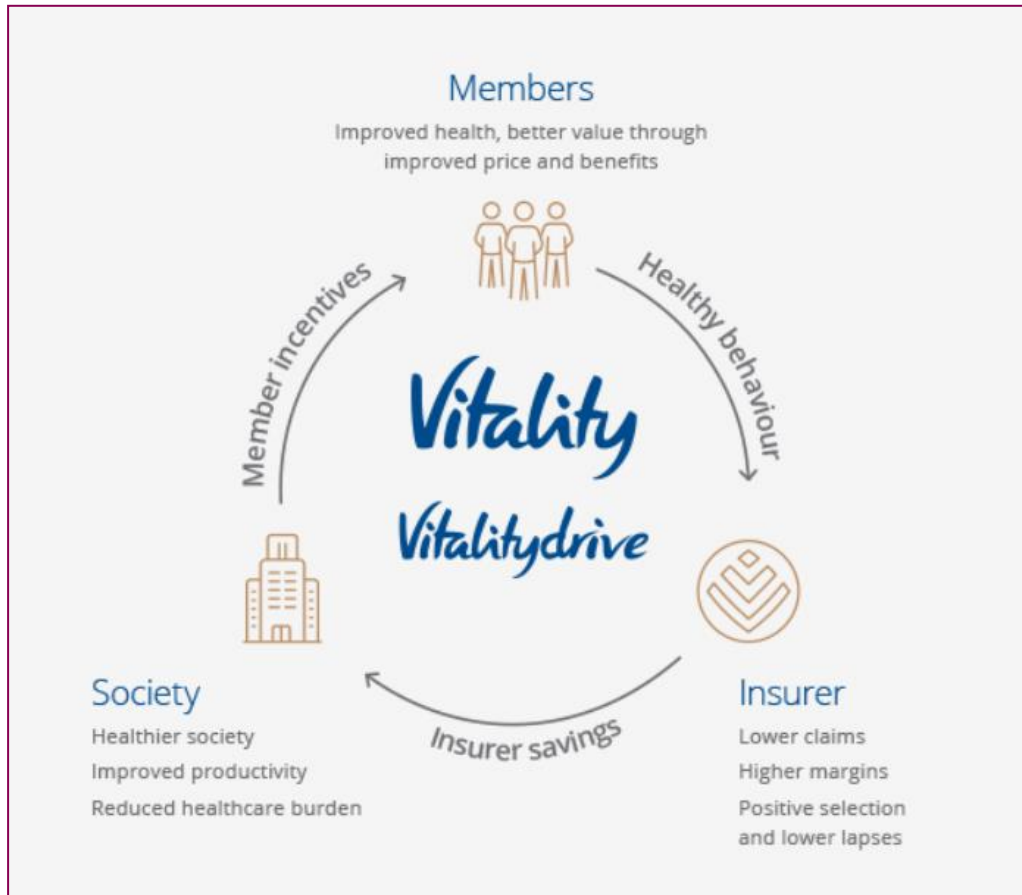 Members
Improved health, better value through
improved price and benefits
Member incentives
Healthy behaviour
Vitality
Vitalitydrive
Insurer savings
Society
Healthier society
Improved productivity
Reduced healthcare burden
Insurer
Lower claims
Higher margins
Positive selection
and lower lapses